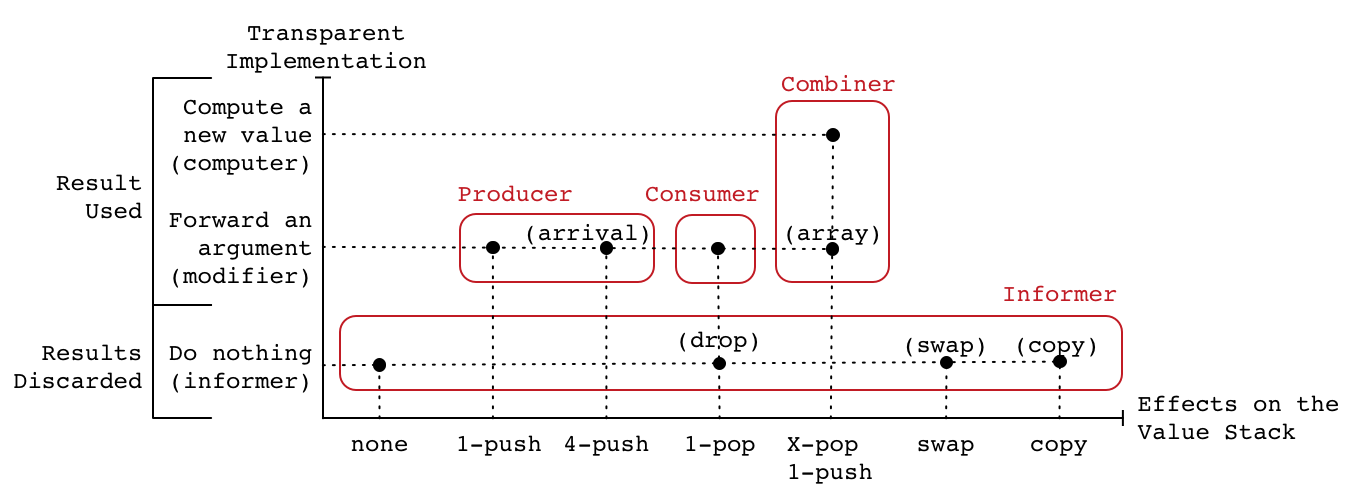 Transparent
Implementation
Combiner
Compute a
new value
(computer)
Result
Used
Producer
Consumer
Forward an
argument
(modifier)
(arrival)
(array)
Informer
Results
Discarded
Do nothing
(informer)
(drop)
(swap)
(copy)
Effects on the
Value Stack
none
1-push
4-push
1-pop
X-pop
1-push
swap
copy